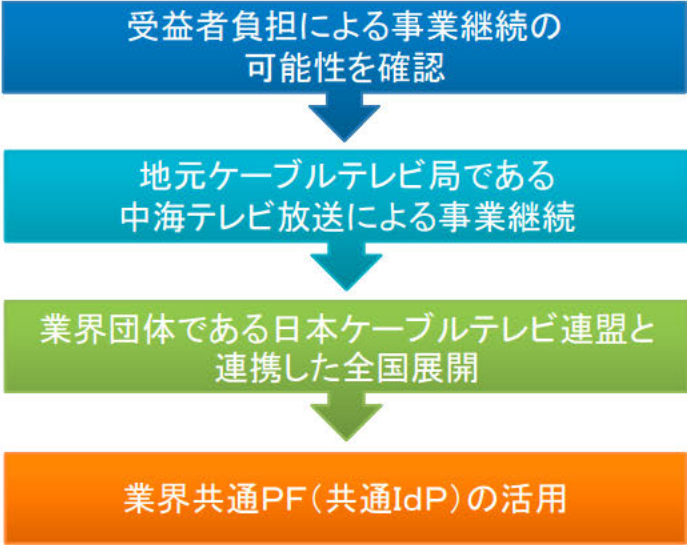 受益者負担による事業継続の
可能性を確認
地元ケーブルテレビ局である
中海テレビ放送による事業継続
業界団体である日本ケーブルテレビ連盟と
連携した全国展開
業界共通PF(共通IdP)の活用